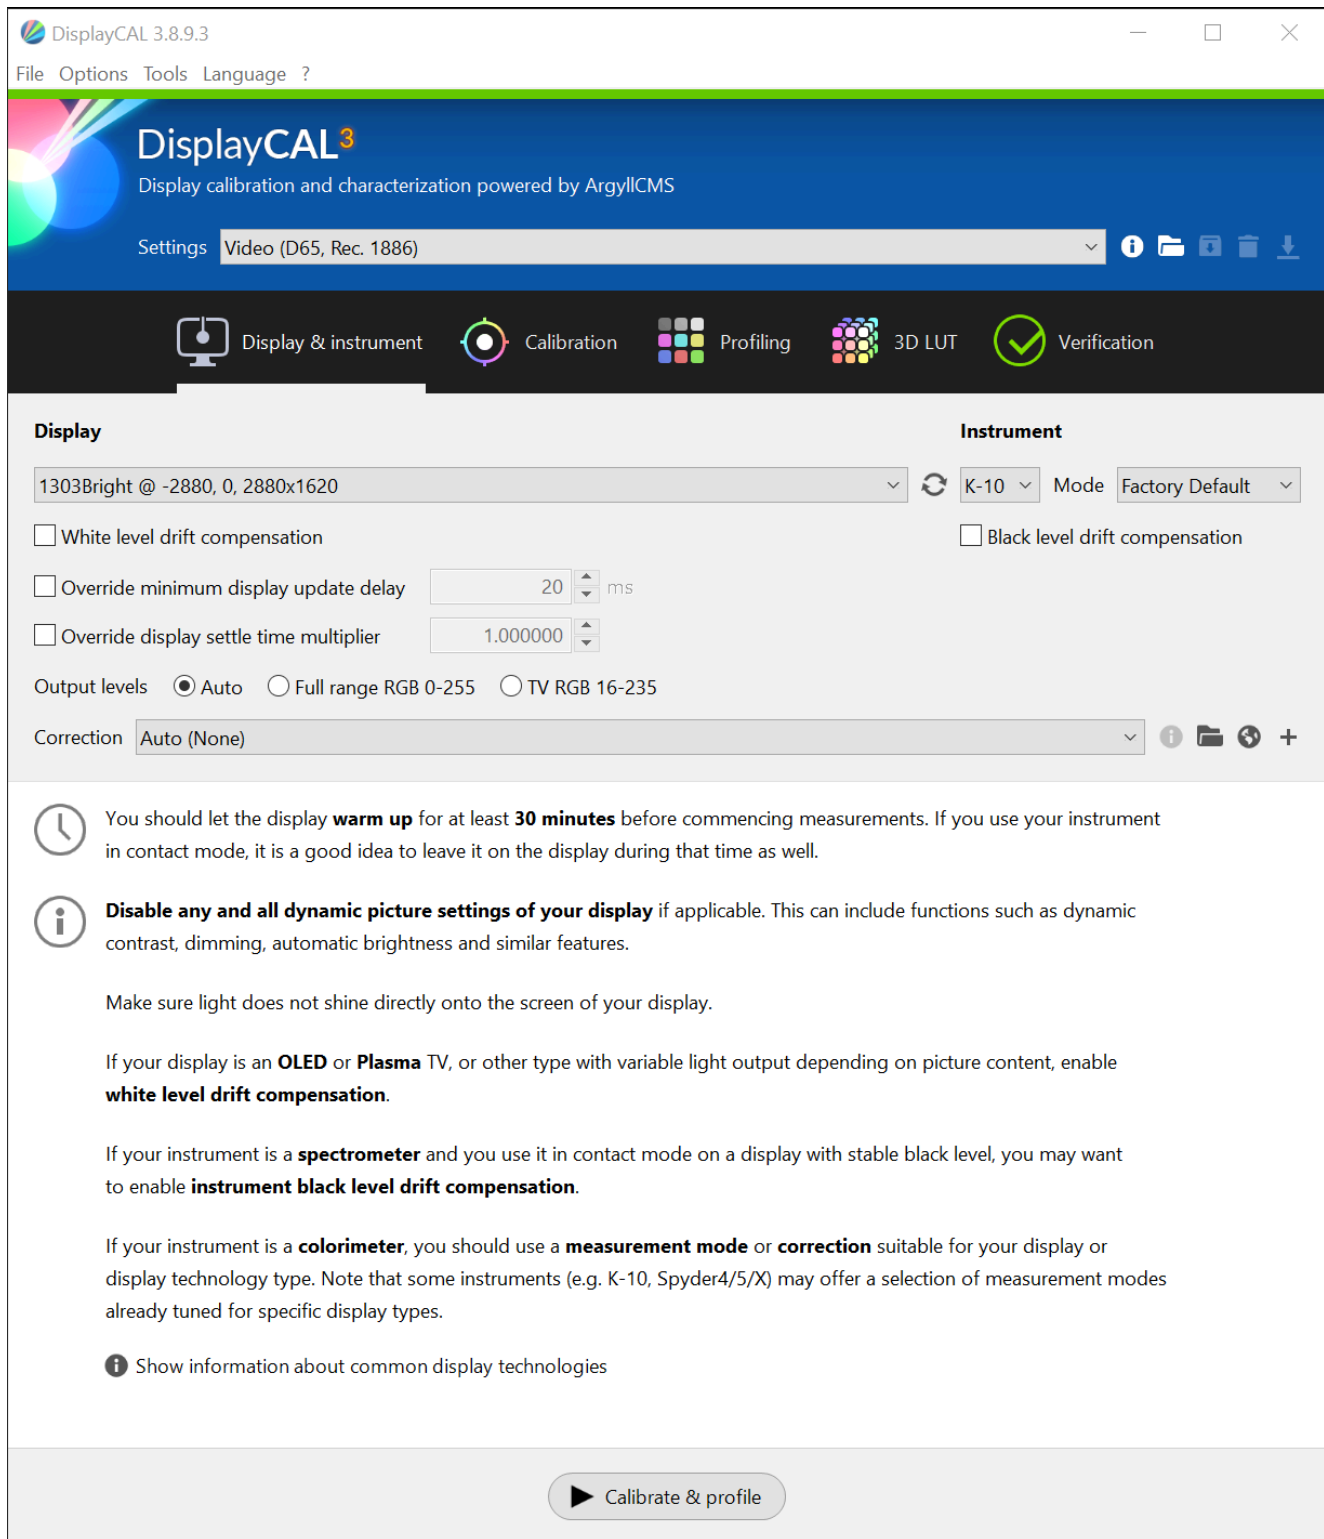 DisplayCAL 3.8.9.3
File Options Tools Language ?
DisplayCAL3
Display calibration and characterization powered by ArgyllCMS
Settings Video (D65, Rec. 1886)
Display & instrument Calibration Profiling 3D LUT Verification
Display Instrument
1303Bright @ -2880, 0, 2880x1620 K-10 Mode Factory Default
White level drift compensation Black level drift compensation
Override minimum display update delay 20 ms
Override display settle time multiplier 1.000000
Output levels Auto Full range RGB 0-255 TV RGB 16-235
Correction Auto (None)
You should let the display warm up for at least 30 minutes before commencing measurements. If you use your instrument
in contact mode, it is a good idea to leave it on the display during that time as well.
Disable any and all dynamic picture settings of your display if applicable. This can include functions such as dynamic
contrast, dimming, automatic brightness and similar features.
Make sure light does not shine directly onto the screen of your display.
If your display is an OLED or Plasma TV, or other type with variable light output depending on picture content, enable
white level drift compensation.
If your instrument is a spectrometer and you use it in contact mode on a display with stable black level, you may want
to enable instrument black level drift compensation.
If your instrument is a colorimeter, you should use a measurement mode or correction suitable for your display or
display technology type. Note that some instruments (e.g. K-10, Spyder4/5/X) may offer a selection of measurement modes
already tuned for specific display types.
Show information about common display technologies
Calibrate & profile